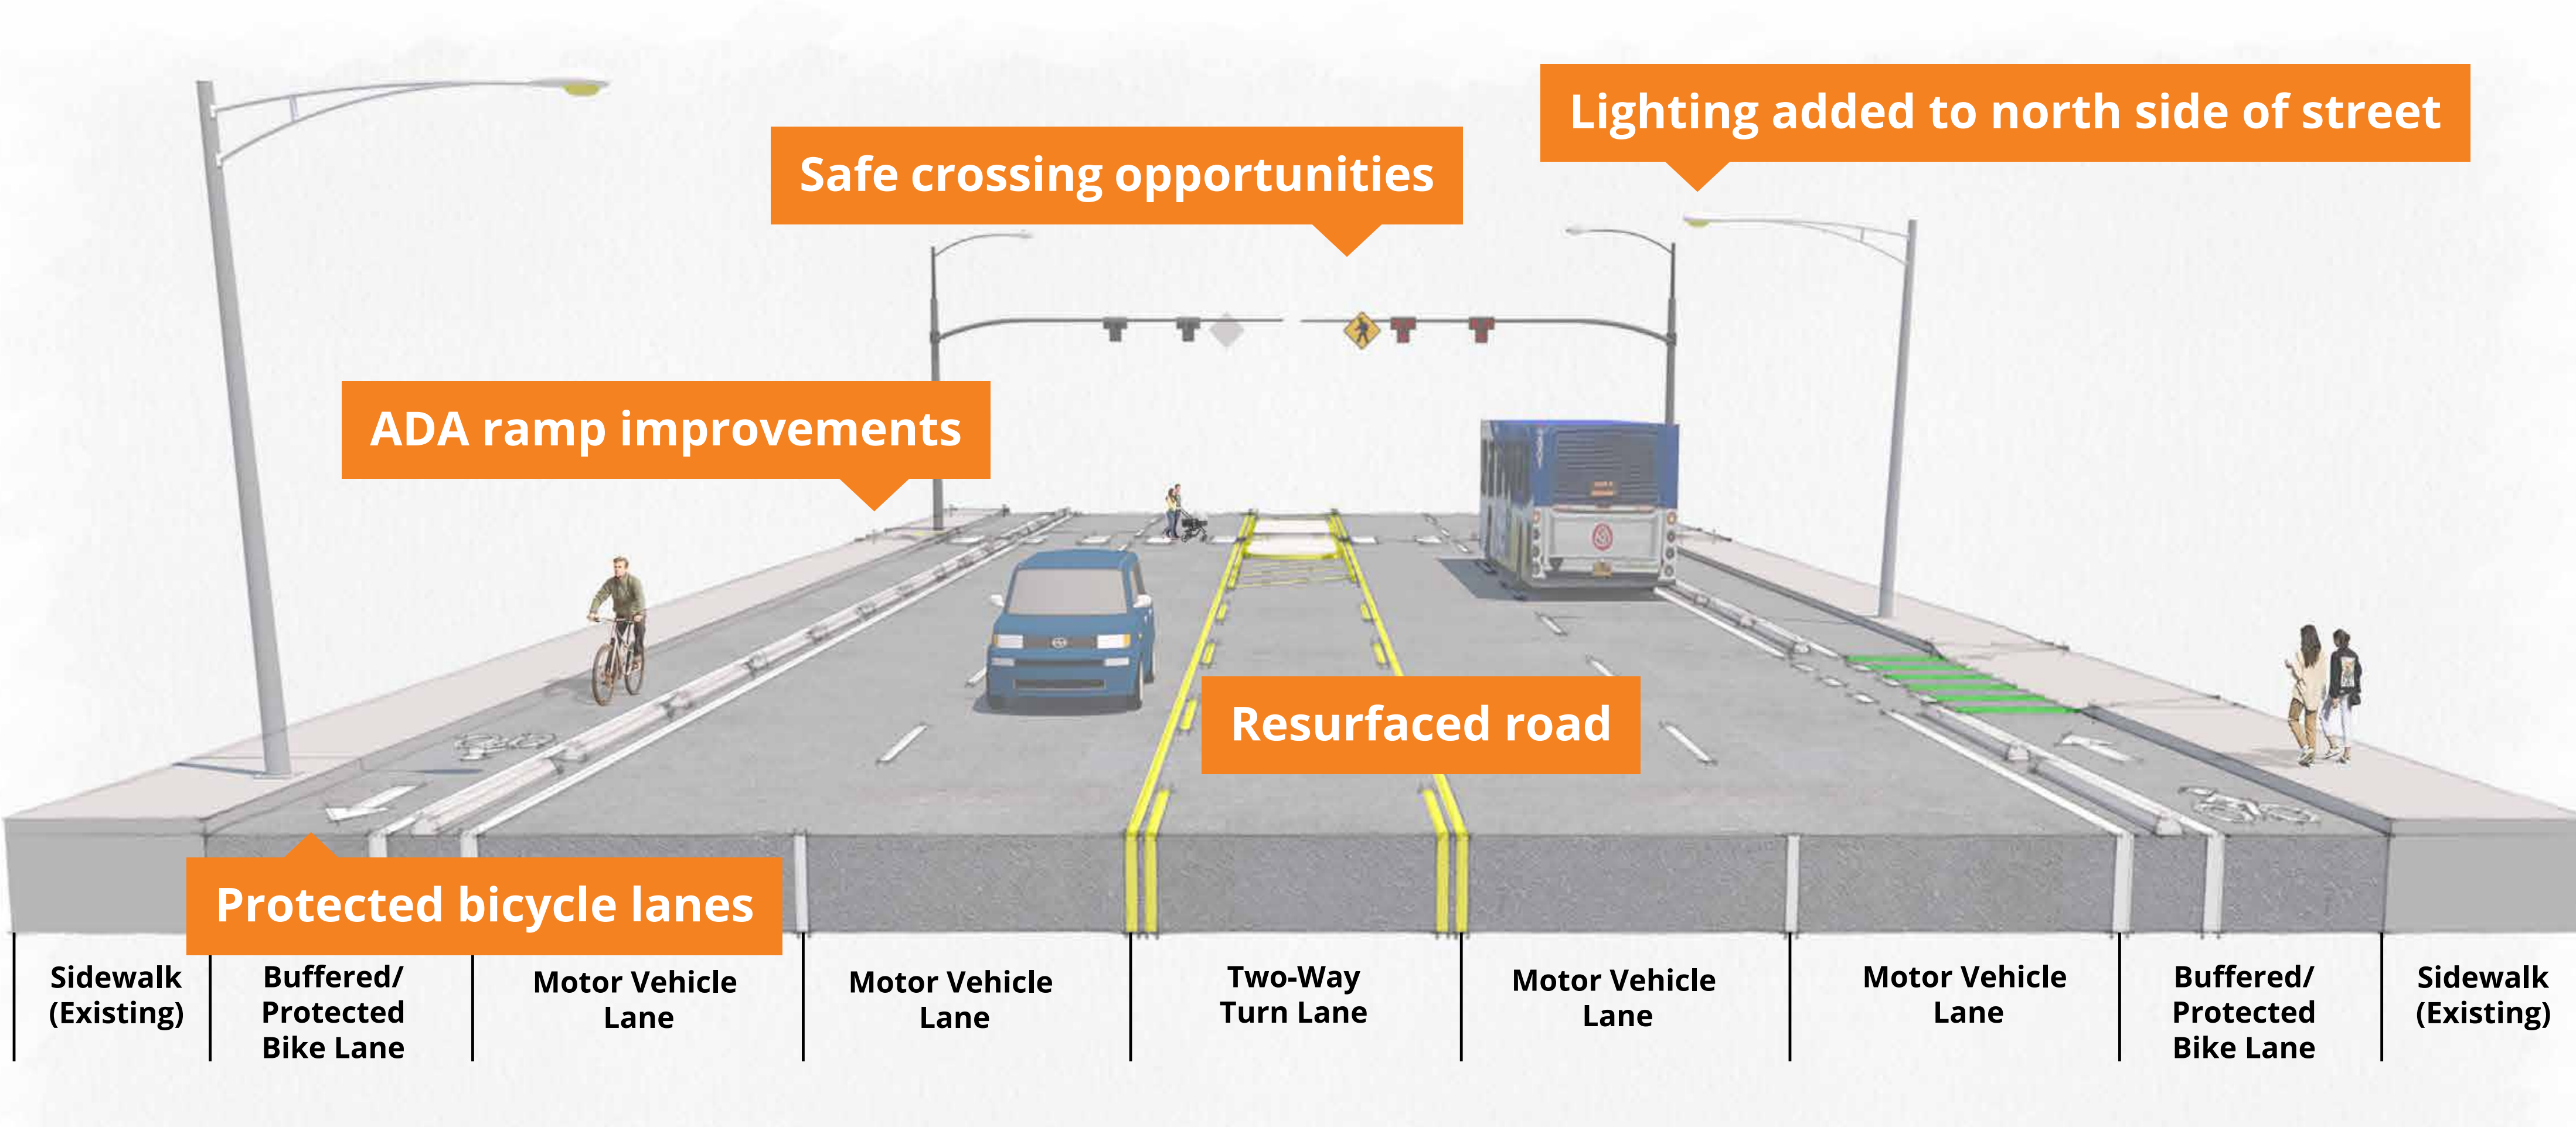 Lighting added to north side of street
Safe crossing opportunities
ADA ramp improvements
Resurfaced road
Protected bicycle lanes
Sidewalk
(Existing)
Buffered/
Protected
Bike Lane
Motor Vehicle
Lane
Motor Vehicle
Lane
Two-Way
Turn Lane
Motor Vehicle
Lane
Motor Vehicle
Lane
Buffered/
Protected
Bike Lane
Sidewalk
(Existing)